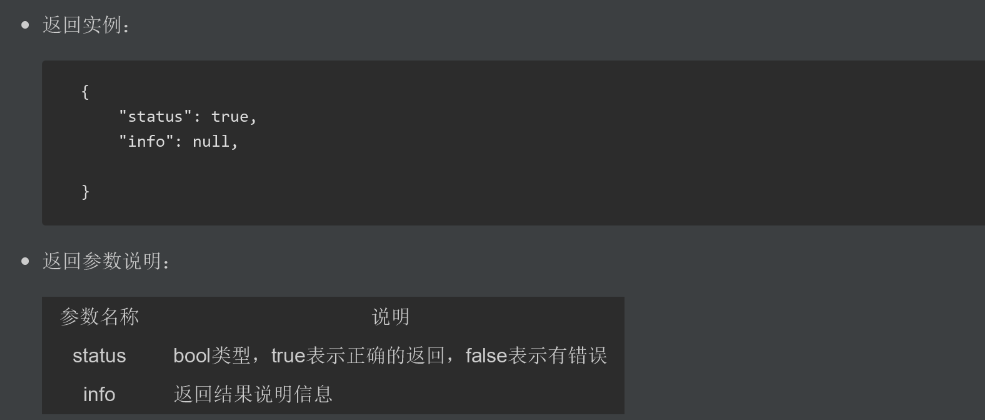 返回实例：
{
"status": true,
"info": null,
}
返回参数说明：
参数名称 说明
status bool类型，true表示正确的返回，false表示有错误
info 返回结果说明信息